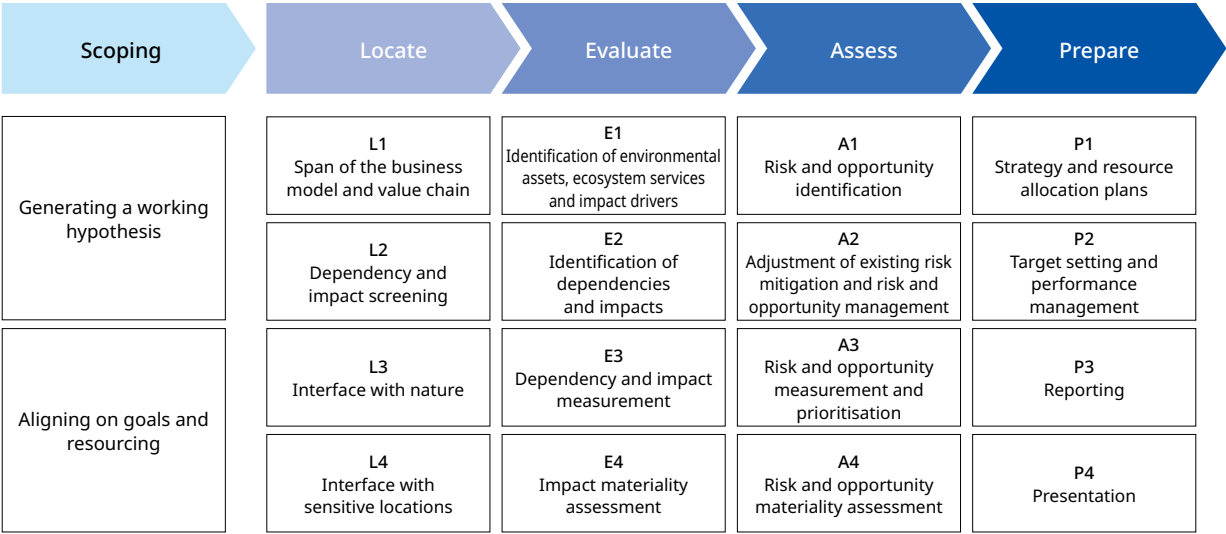 Scoping
Locate
Evaluate
Assess
Prepare
Generating a working
hypothesis
Aligning on goals and
resourcing
L1
Span of the business
model and value chain
L2
Dependency and
impact screening
L3
Interface with nature
L4
Interface with
sensitive locations
E1
Identification of environmental
assets, ecosystem services
and impact drivers
E2
Identification of
dependencies
and impacts
E3
Dependency and impact
measurement
E4
Impact materiality
assessment
A1
Risk and opportunity
identification
A2
Adjustment of existing risk
mitigation and risk and
opportunity management
A3
Risk and opportunity
measurement and
prioritisation
A4
Risk and opportunity
materiality assessment
P1
Strategy and resource
allocation plans
P2
Target setting and
performance
management
P3
Reporting
P4
Presentation